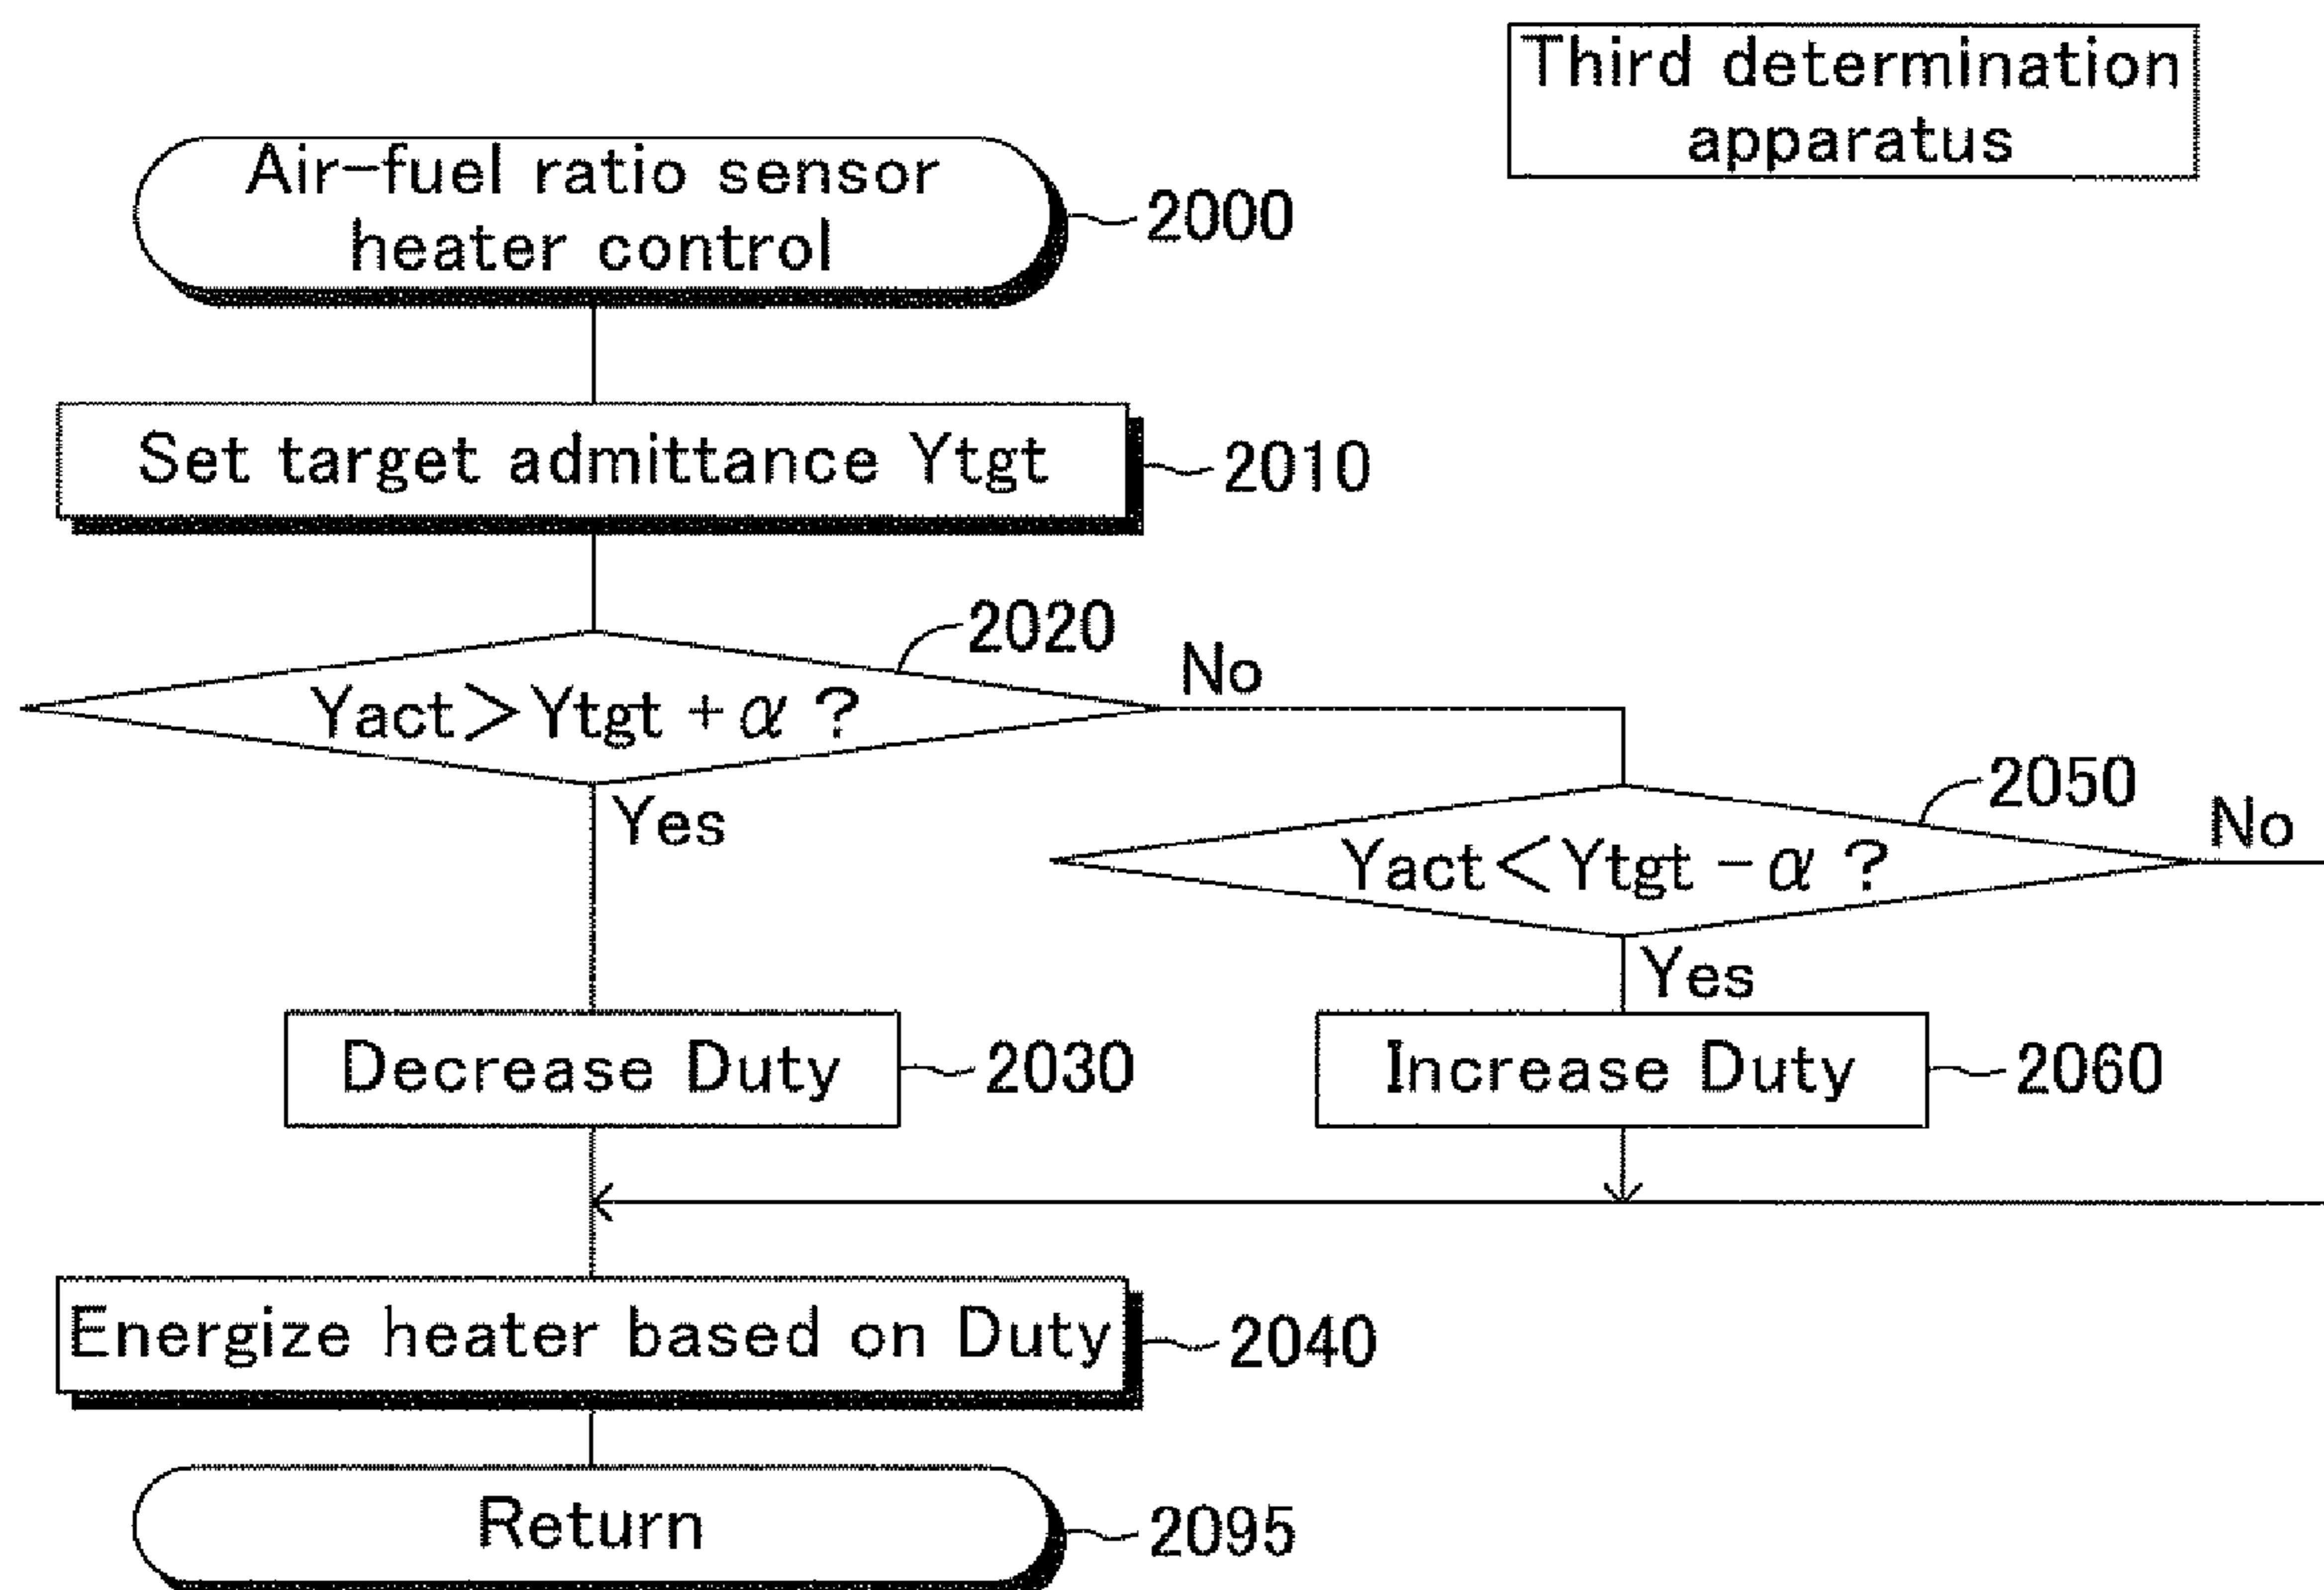 Third determination
apparatus
Air-fuel ratio sensor
heater control
2000
Set target admittance Ytgt
2010
2020
No
Yact>Ytgt+α ?
Yes
2050
No
Yact<Ytgt-α ?
Yes
Decrease Duty
2030
Increase Duty
2060
Energize heater based on Duty
2040
Return
2095